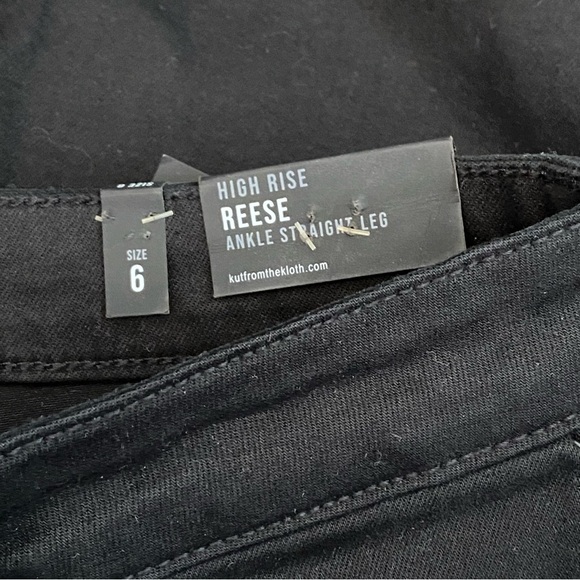 SIZE
6
HIGH RISE
REESE
ANKLE STRAIGHT LEG
kutfromthekloth.com